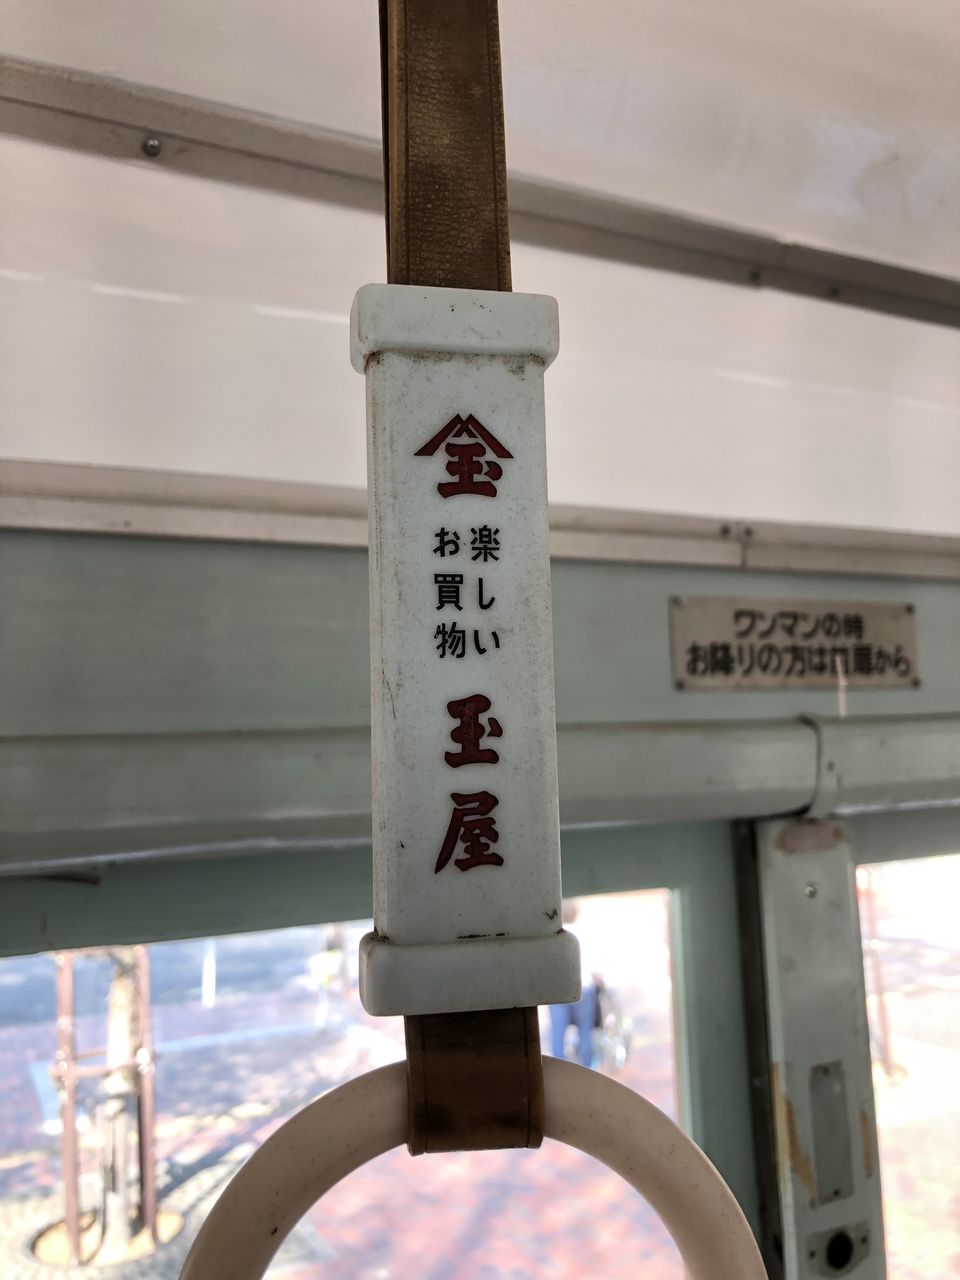 玉
楽しい
お買物
玉屋
ワンマンの時
お降りの方は前扉から